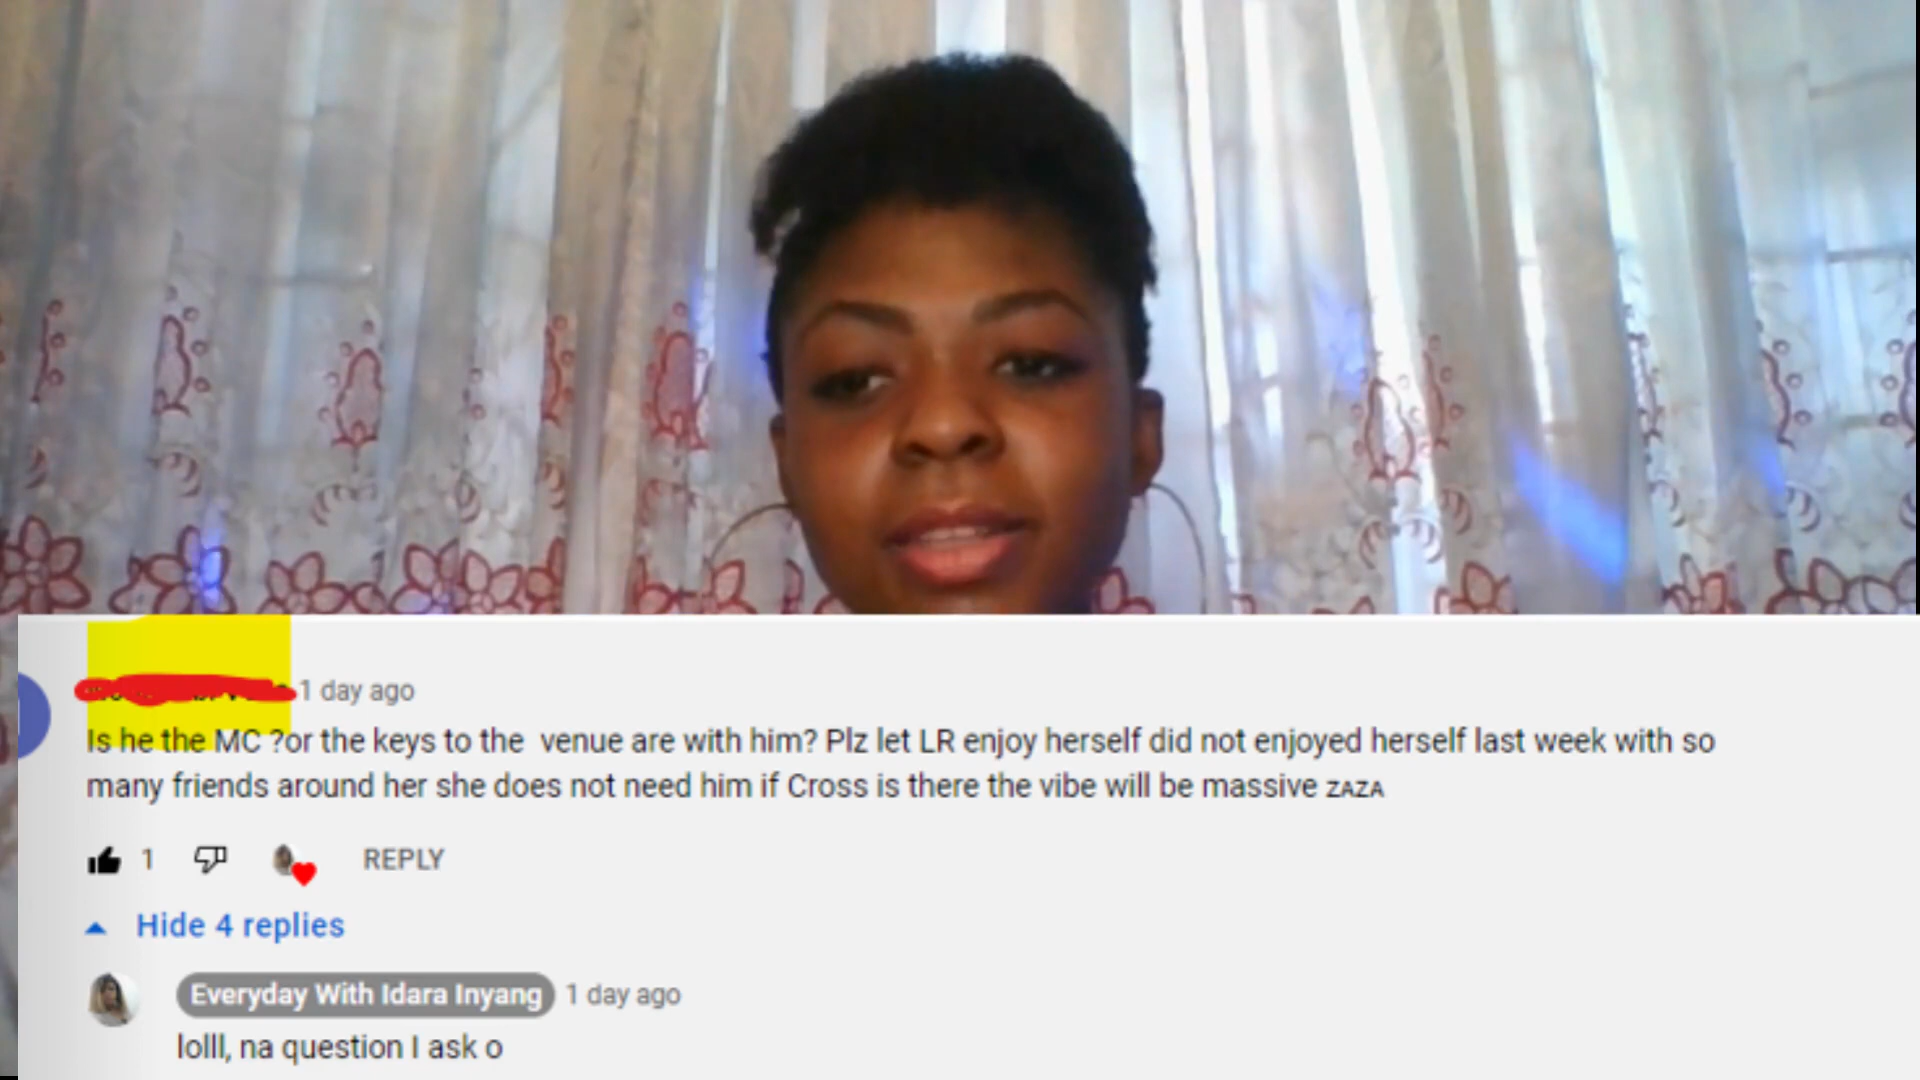 1 day ago
Is he the MC ?or the keys to the venue are with him? Plz let LR enjoy herself did not enjoyed herself last week with so
many friends around her she does not need him if Cross is there the vibe will be massive ZAZA
1 REPLY
Hide 4 replies
Everyday With Idara Inyang 1 day ago
lolll, na question I ask o